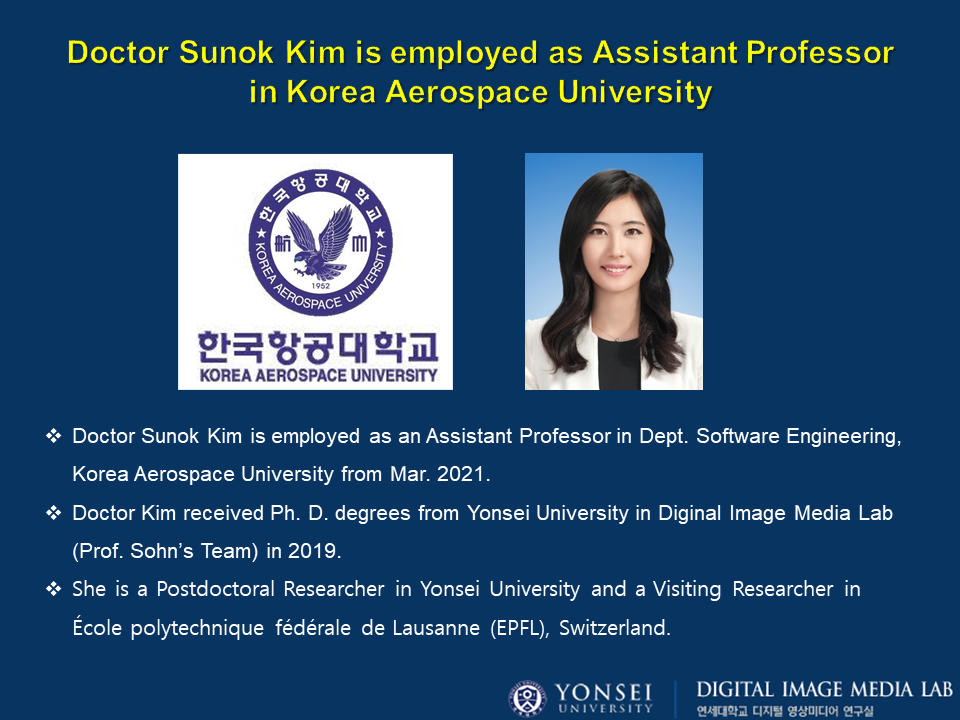 Doctor Sunok Kim is employed as Assistant Professor
in Korea Aerospace University
한국항공대학교
航
KOREA AEROSPACE UNIVERSITY
1952
한국항공대학교
KOREA AEROSPACE UNIVERSITY
❖ Doctor Sunok Kim is employed as an Assistant Professor in Dept. Software Engineering,
Korea Aerospace University from Mar. 2021.
❖ Doctor Kim received Ph. D. degrees from Yonsei University in Diginal Image Media Lab
(Prof. Sohn’s Team) in 2019.
❖ She is a Postdoctoral Researcher in Yonsei University and a Visiting Researcher in
École polytechnique fédérale de Lausanne (EPFL), Switzerland.
YONSEI
UNIVERSITY
DIGITAL IMAGE MEDIA LAB
연세대학교 디지털 영상미디어 연구실